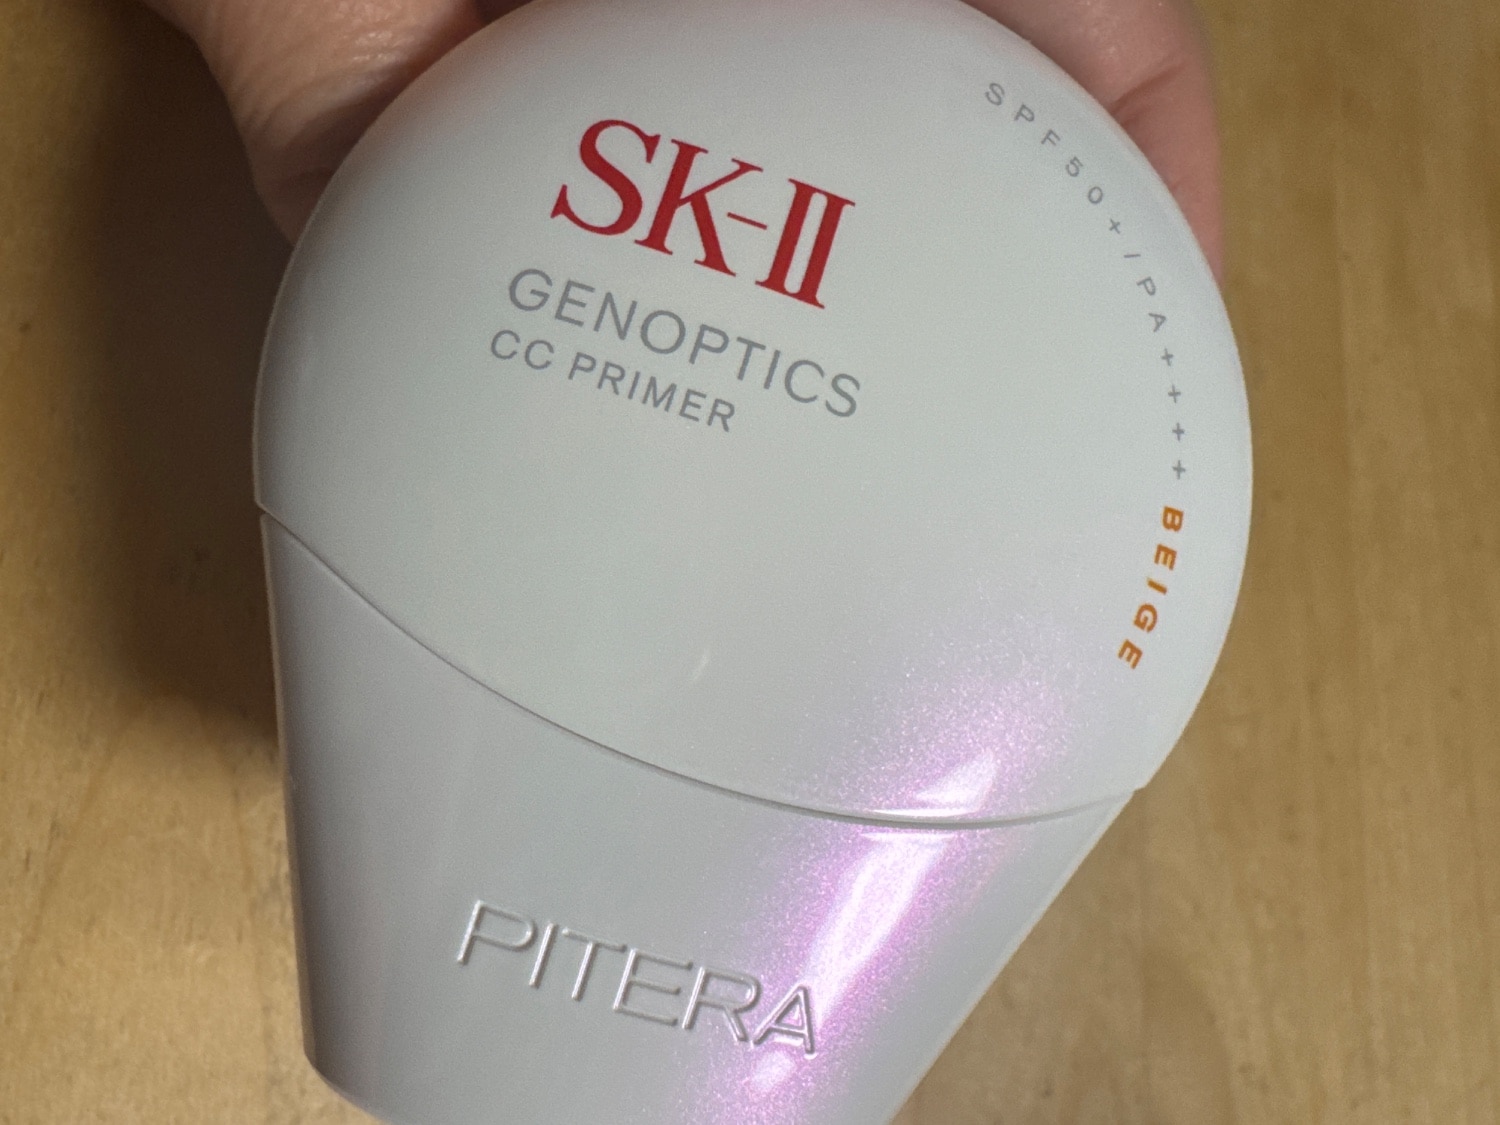 SK-II
GENOPTICS
CC PRIMER
SPF50+/PA++++ BEIGE
PITERA